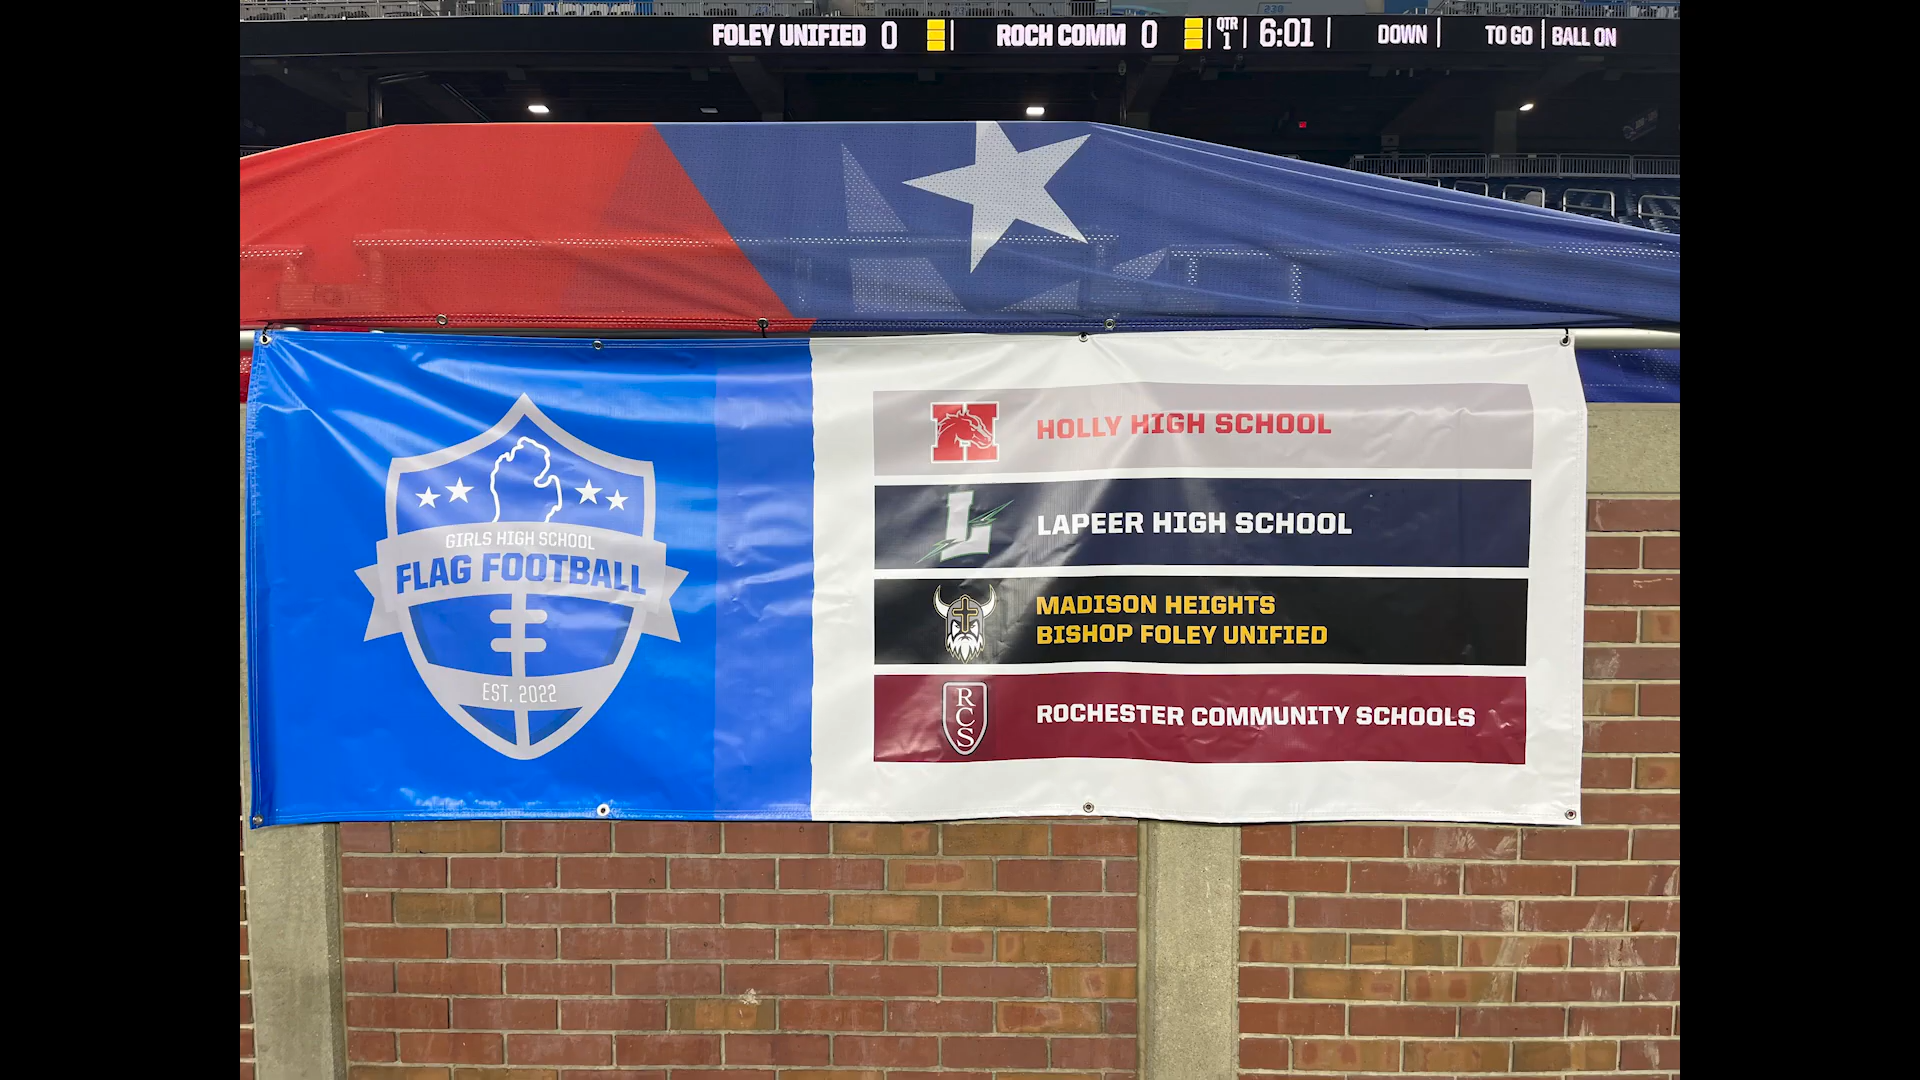 FOLEY UNIFIED 0 ROCH COMM 0 QTR 1 6:01 DOWN TO GO BALL ON
GIRLS HIGH SCHOOL
FLAG FOOTBALL
EST. 2022
H HOLLY HIGH SCHOOL
L LAPEER HIGH SCHOOL
MADISON HEIGHTS
BISHOP FOLEY UNIFIED
RCS ROCHESTER COMMUNITY SCHOOLS